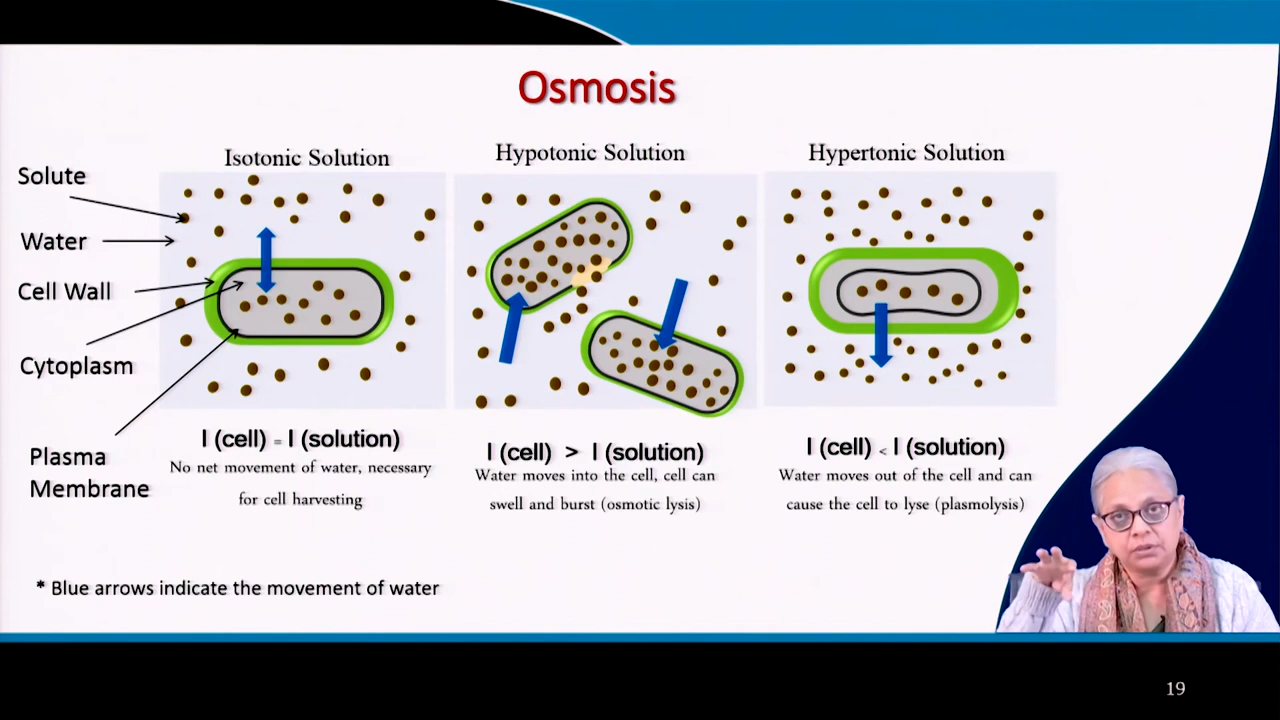 Osmosis
Isotonic Solution
Hypotonic Solution
Hypertonic Solution
Solute
Water
Cell Wall
Cytoplasm
Plasma
Membrane
I (cell) = I (solution)
No net movement of water, necessary
for cell harvesting
I (cell) > I (solution)
Water moves into the cell, cell can
swell and burst (osmotic lysis)
I (cell) < I (solution)
Water moves out of the cell and can
cause the cell to lyse (plasmolysis)
* Blue arrows indicate the movement of water
19